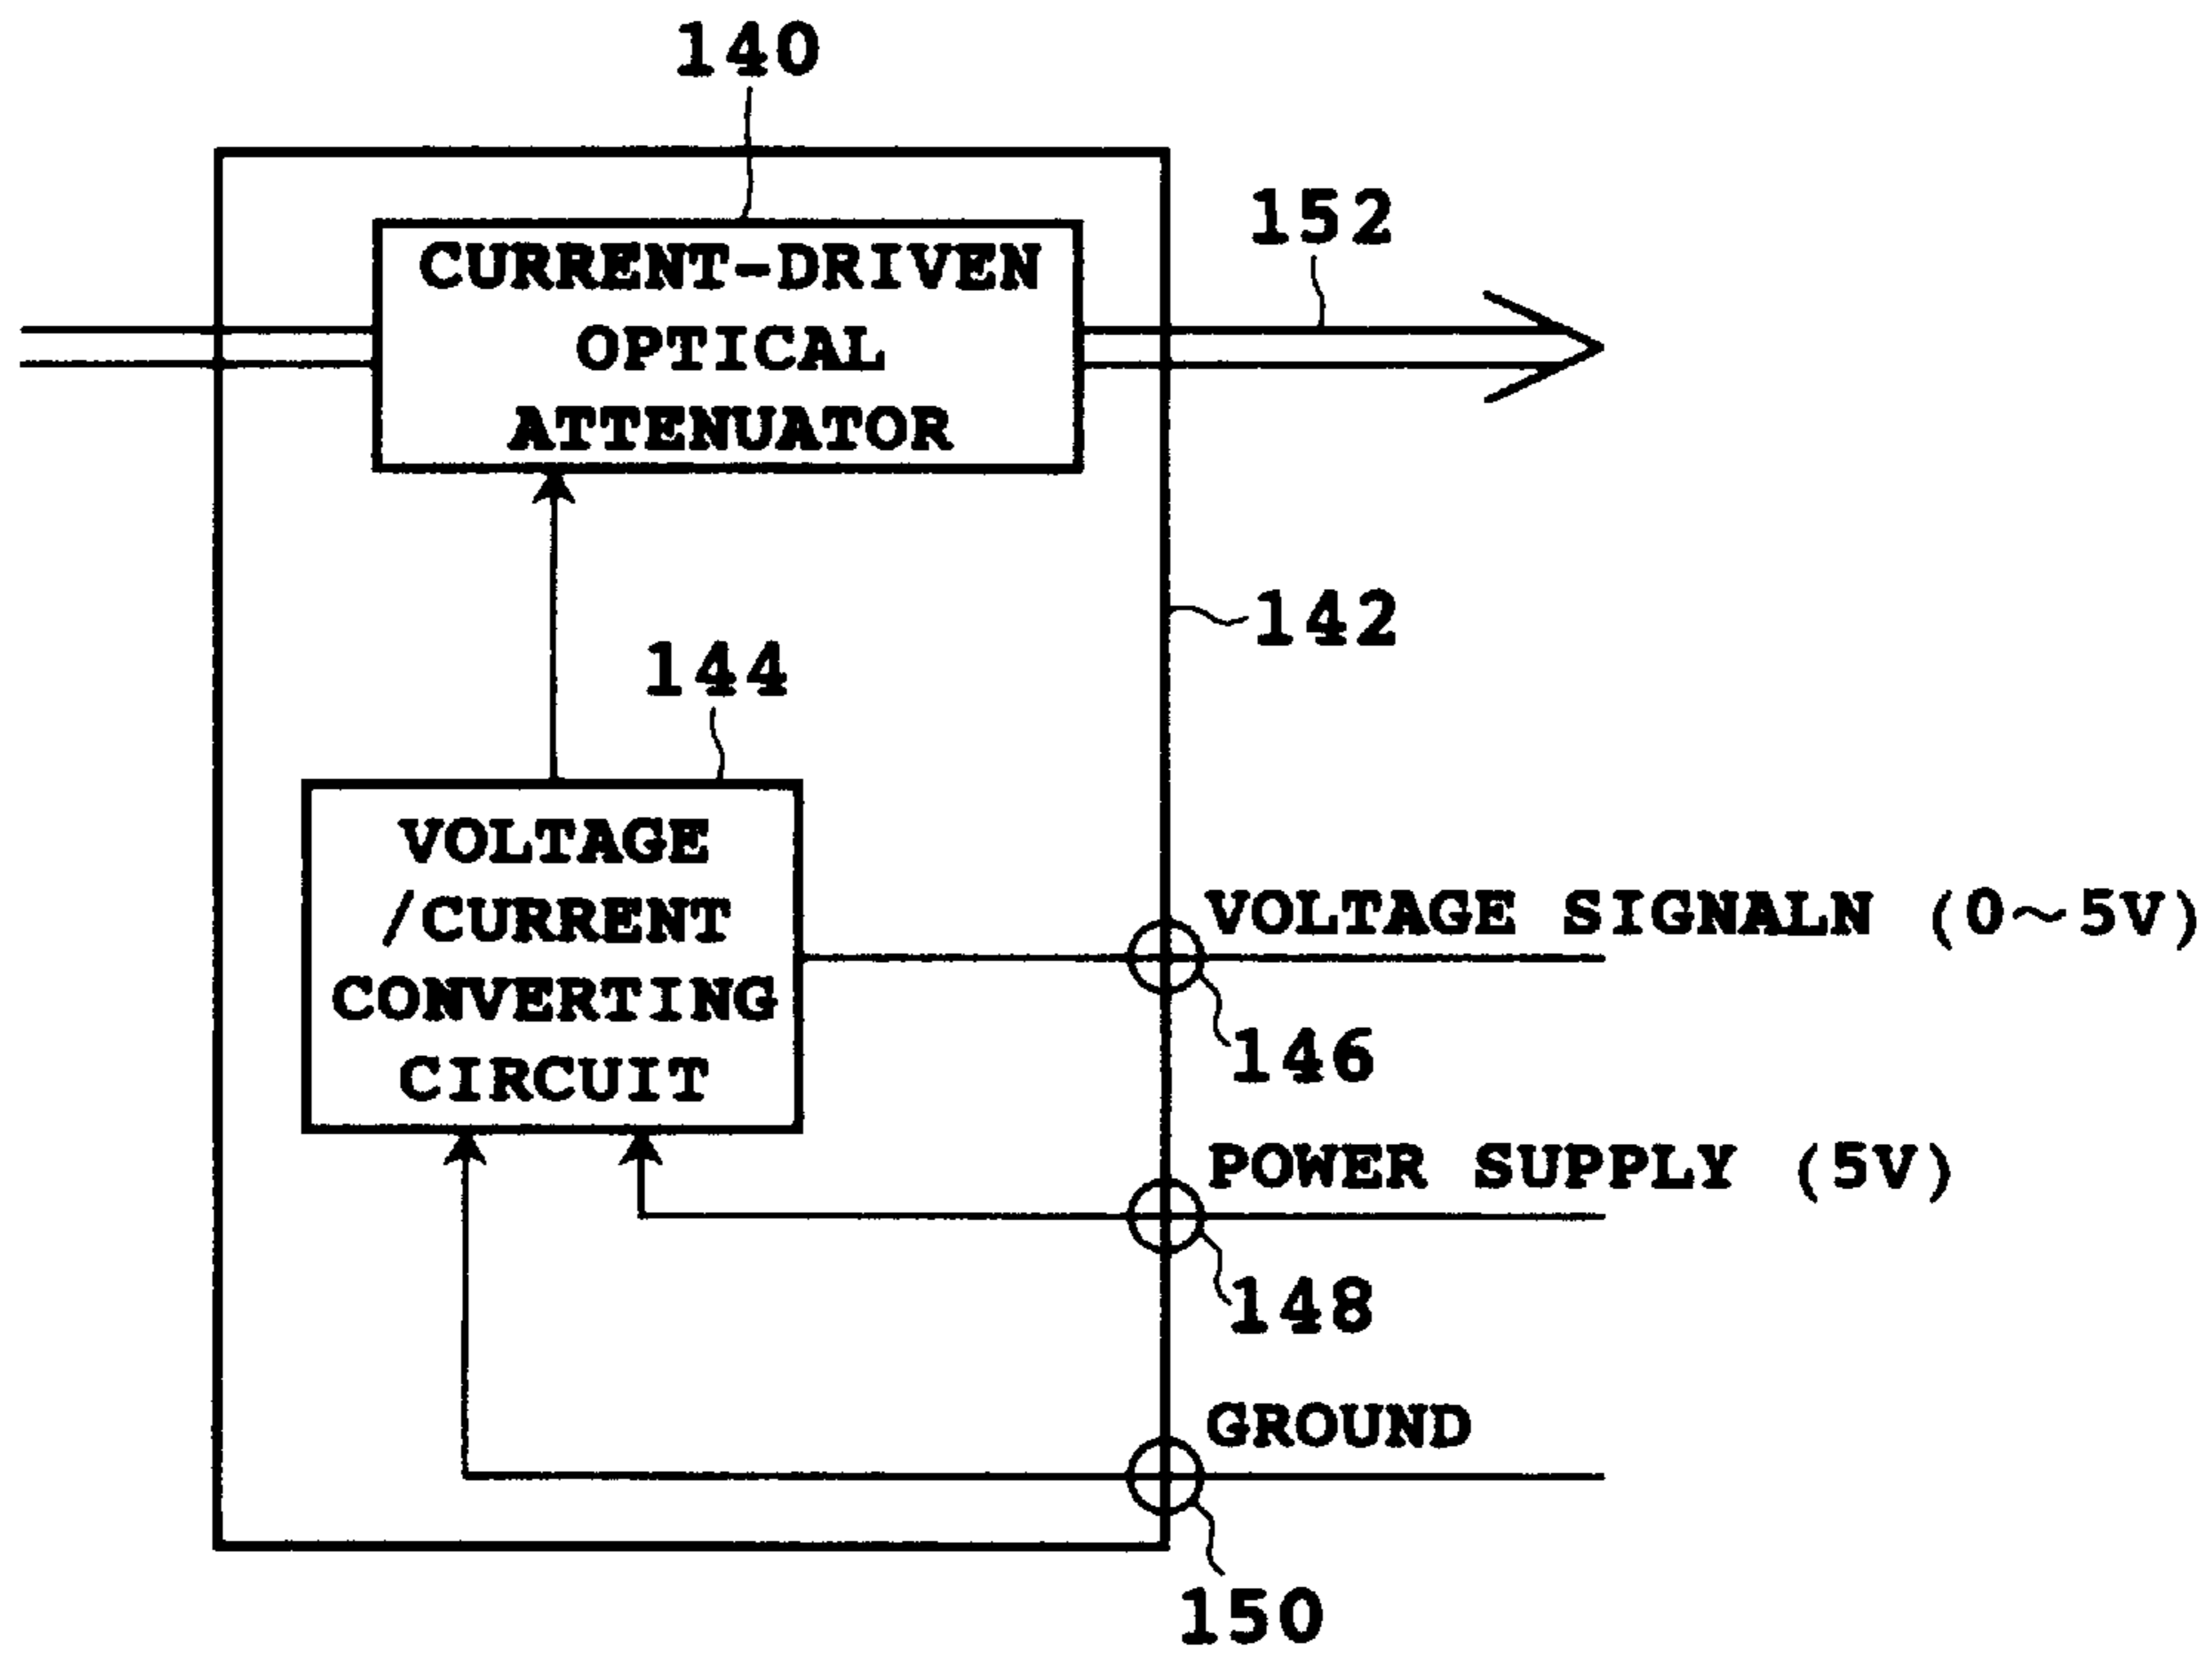 140
152
CURRENT-DRIVEN
OPTICAL
ATTENUATOR
142
144
VOLTAGE
/CURRENT
CONVERTING
CIRCUIT
VOLTAGE SIGNALN (0～5V)
146
POWER SUPPLY (5V)
148
GROUND
150